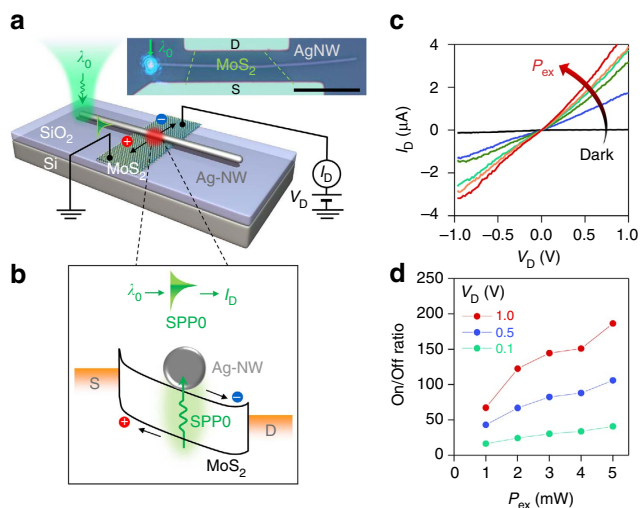 a
λ0
D
AgNW
MoS2
S
λ0
SiO2
Si
MoS2
Ag-NW
ID
VD
b
λ0
ID
SPP0
Ag-NW
S
SPP0
D
MoS2
c
4
2
0
−2
−4
ID (μA)
Pex
Dark
−1.0
−0.5
0.0
0.5
1.0
VD (V)
d
250
200
150
100
50
0
On/Off ratio
VD (V)
1.0
0.5
0.1
0
1
2
3
4
5
Pex (mW)